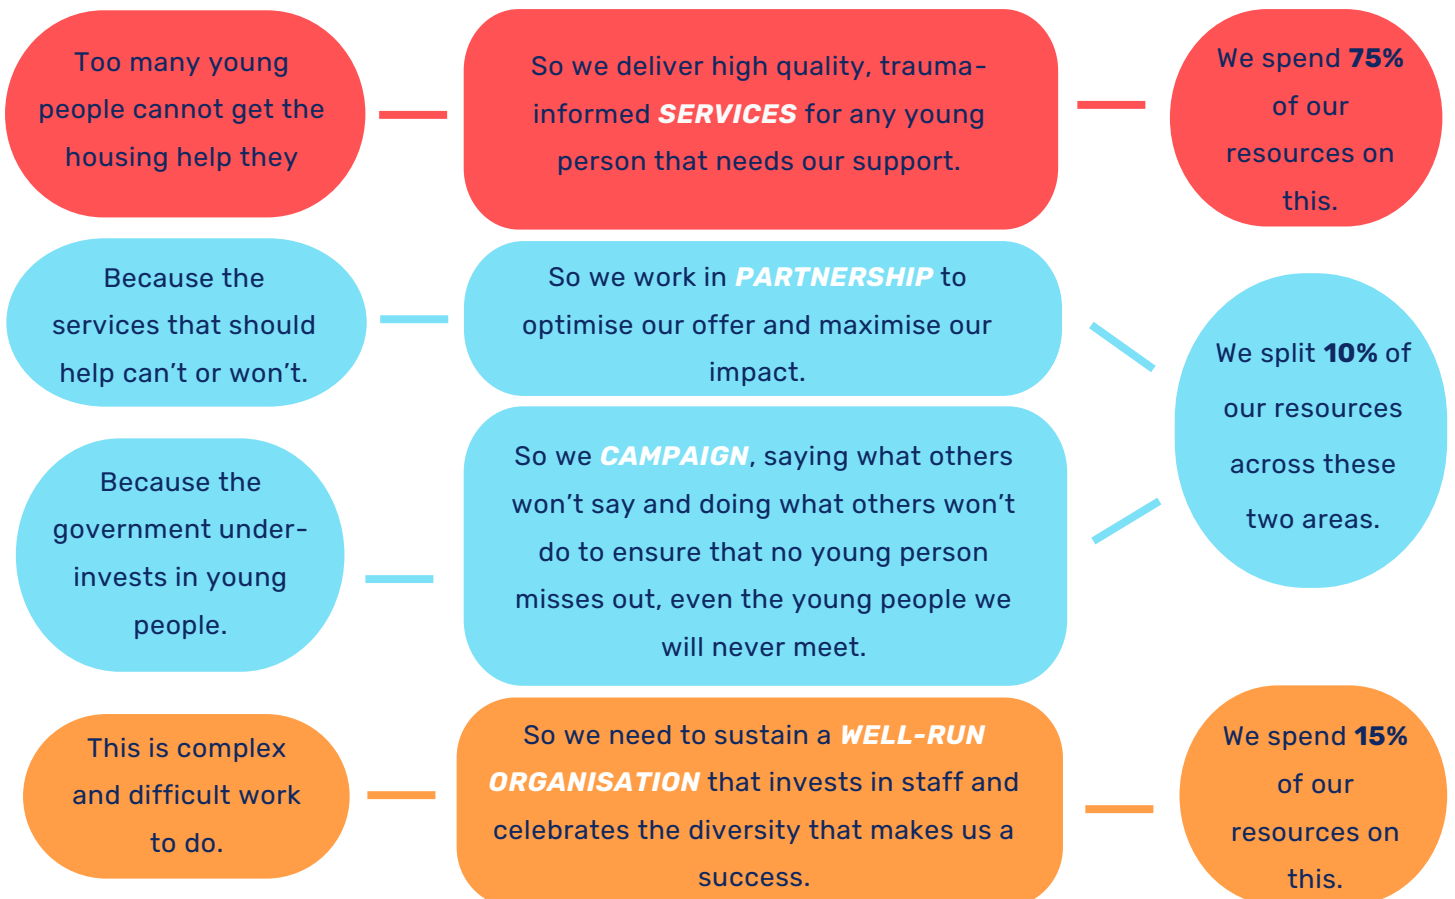 Too many young
people cannot get the
housing help they
So we deliver high quality, trauma-
informed SERVICES for any young
person that needs our support.
We spend 75%
of our
resources on
this.
Because the
services that should
help can’t or won’t.
So we work in PARTNERSHIP to
optimise our offer and maximise our
impact.
We split 10% of
our resources
across these
two areas.
Because the
government under-
invests in young
people.
So we CAMPAIGN, saying what others
won’t say and doing what others won’t
do to ensure that no young person
misses out, even the young people we
will never meet.
This is complex
and difficult work
to do.
So we need to sustain a WELL-RUN
ORGANISATION that invests in staff and
celebrates the diversity that makes us a
success.
We spend 15%
of our
resources on
this.